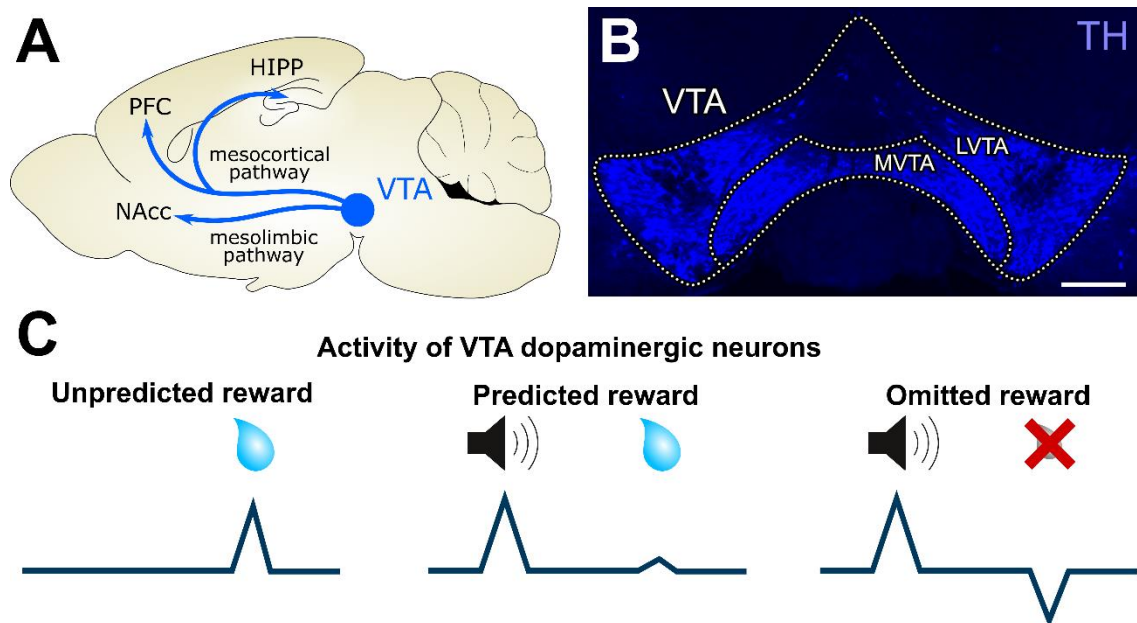 A
HIPP
PFC
mesocortical
pathway
VTA
NAcc
mesolimbic
pathway
B
TH
VTA
LVTA
MVTA
C
Activity of VTA dopaminergic neurons
Unpredicted reward
Predicted reward
Omitted reward